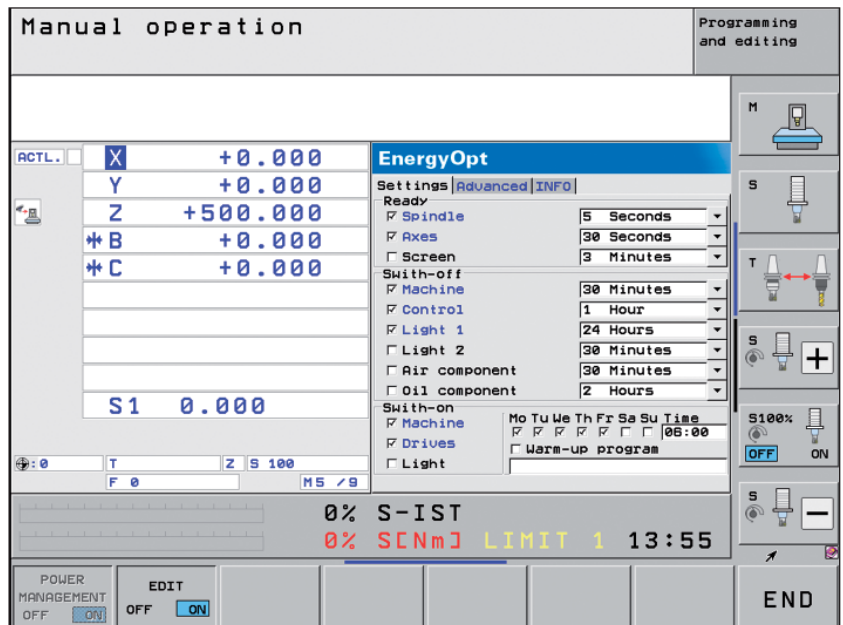 Manual operation
Programming
and editing
ACTL.
X +0.000
Y +0.000
Z +500.000
B +0.000
C +0.000
S1 0.000
:0 T Z S 100
F 0 M5 /9
EnergyOpt
Settings Advanced INFO
Ready
Spindle 5 Seconds
Axes 30 Seconds
Screen 3 Minutes
Swith-off
Machine 30 Minutes
Control 1 Hour
Light 1 24 Hours
Light 2 30 Minutes
Air component 30 Minutes
Oil component 2 Hours
Swith-on
Machine Mo Tu We Th Fr Sa Su Time
06:00
Drives Warm-up program
Light
0% S-IST
0% S[Nm] LIMIT 1 13:55
M
S
T
S
+
S100%
OFF ON
S
-
POWER
MANAGEMENT
OFF ON
EDIT
OFF ON
END